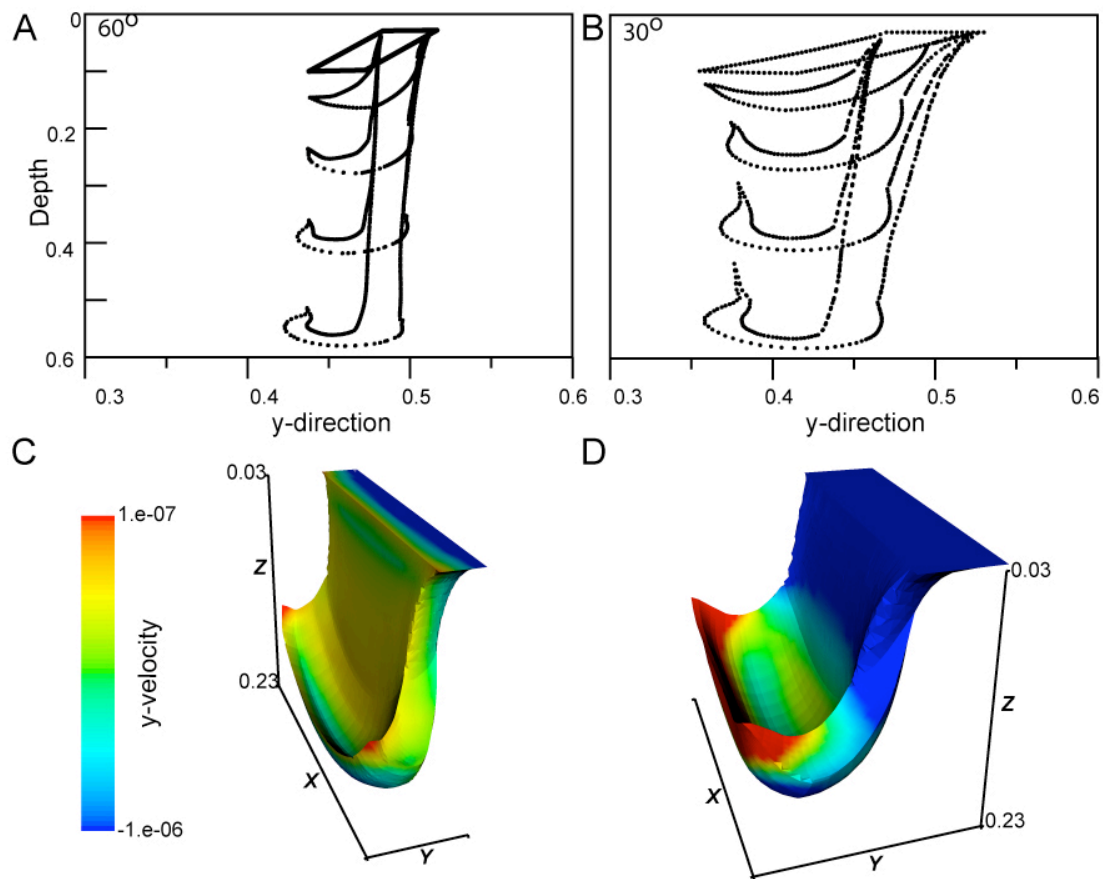 A
60°
0
0.2
0.4
0.6
Depth
0.3
0.4
0.5
0.6
y-direction
B
30°
0.3
0.4
0.5
0.6
y-direction
C
1.e-07
-1.e-06
y-velocity
0.03
Z
0.23
X
Y
D
0.03
Z
0.23
X
Y